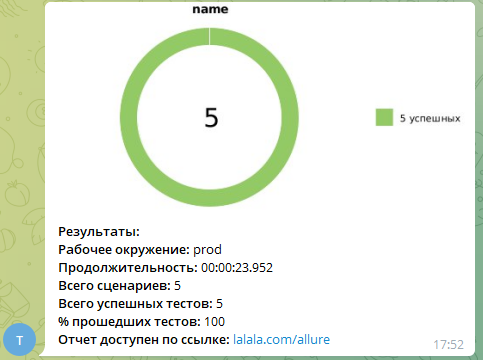 name
5
5 успешных
Результаты:
Рабочее окружение: prod
Продолжительность: 00:00:23.952
Всего сценариев: 5
Всего успешных тестов: 5
% прошедших тестов: 100
Отчет доступен по ссылке: lalala.com/allure
T
17:52